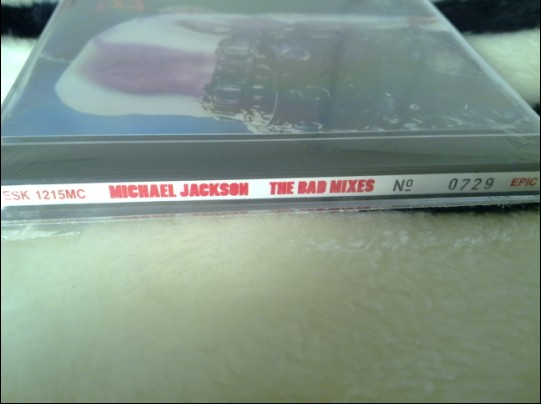 ESK 1215MC MICHAEL JACKSON THE BAD MIXES Nº 0729 EPIC